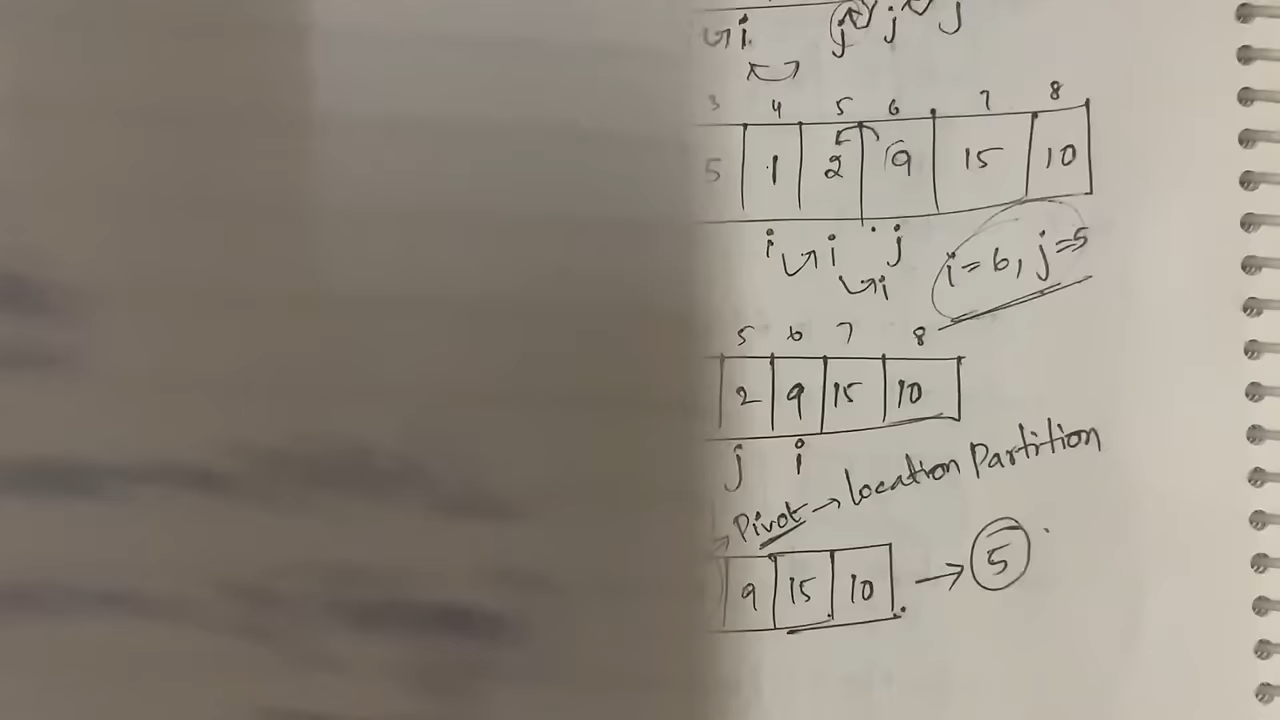 i j j j
3 4 5 6 7 8
5 1 2 9 15 10
i i j
i i=6, j=5
5 6 7 8
2 9 15 10
j i
Pivot → Location Partition
9 15 10 → 5